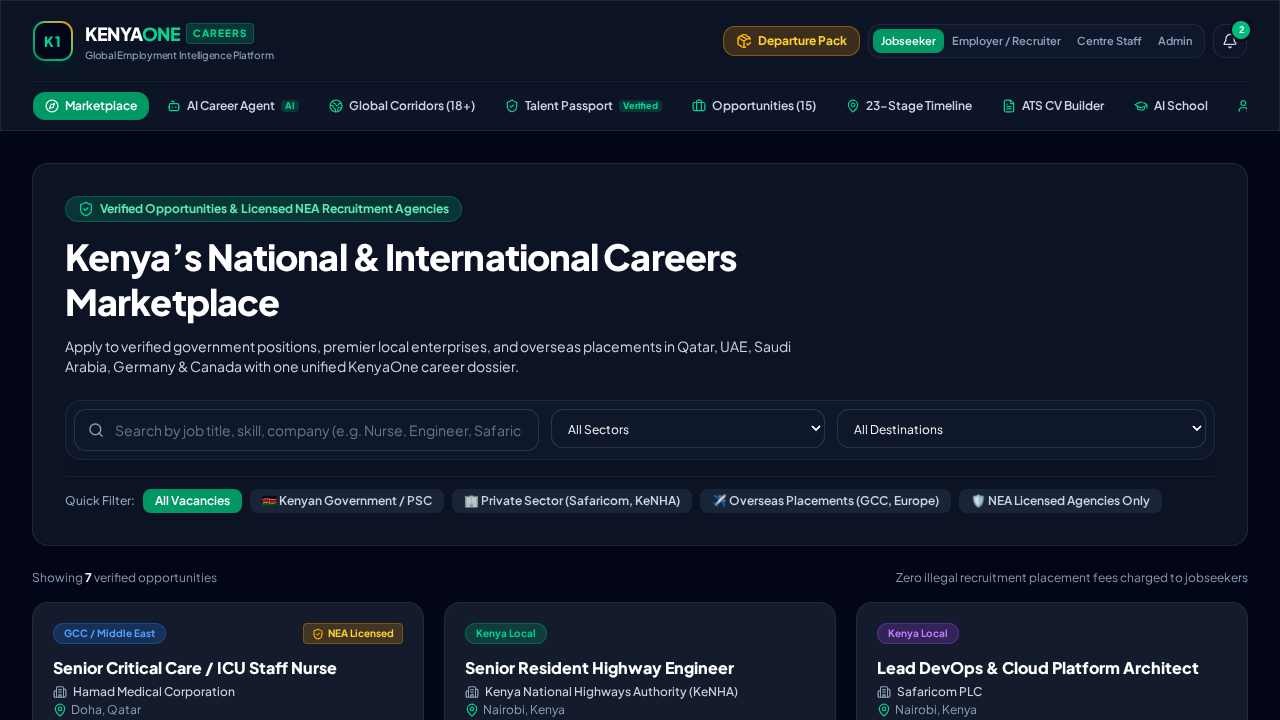 K1
KENYAONE CAREERS
Global Employment Intelligence Platform
Departure Pack
Jobseeker
Employer / Recruiter
Centre Staff
Admin
2
Marketplace
AI Career Agent AI
Global Corridors (18+)
Talent Passport Verified
Opportunities (15)
23-Stage Timeline
ATS CV Builder
AI School
Verified Opportunities & Licensed NEA Recruitment Agencies
Kenya's National & International Careers
Marketplace
Apply to verified government positions, premier local enterprises, and overseas placements in Qatar, UAE, Saudi
Arabia, Germany & Canada with one unified KenyaOne career dossier.
Search by job title, skill, company (e.g. Nurse, Engineer, Safaric
All Sectors
All Destinations
Quick Filter:
All Vacancies
🇰🇪 Kenyan Government / PSC
🏢 Private Sector (Safaricom, KeNHA)
✈️ Overseas Placements (GCC, Europe)
🛡️ NEA Licensed Agencies Only
Showing 7 verified opportunities
Zero illegal recruitment placement fees charged to jobseekers
GCC / Middle East
NEA Licensed
Senior Critical Care / ICU Staff Nurse
Hamad Medical Corporation
Doha, Qatar
Kenya Local
Senior Resident Highway Engineer
Kenya National Highways Authority (KeNHA)
Nairobi, Kenya
Kenya Local
Lead DevOps & Cloud Platform Architect
Safaricom PLC
Nairobi, Kenya